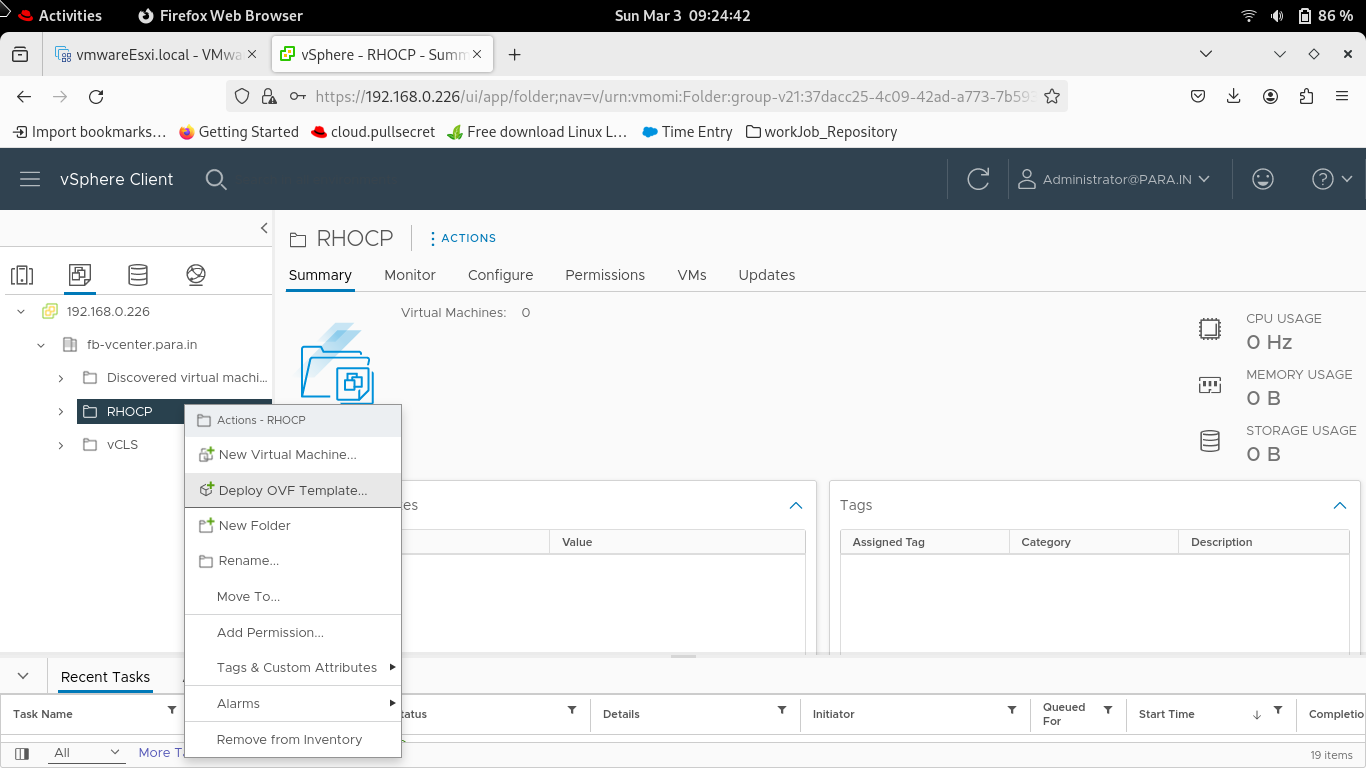 Activities
Firefox Web Browser
Sun Mar 3 09:24:42
86 %
vmwareEsxi.local - VMwa
vSphere - RHOCP - Summ
https://192.168.0.226/ui/app/folder;nav=v/urn:vmomi:Folder:group-v21:37dacc25-4c09-42ad-a773-7b593
Import bookmarks…
Getting Started
cloud.pullsecret
Free download Linux L…
Time Entry
workJob_Repository
vSphere Client
Administrator@PARA.IN
192.168.0.226
fb-vcenter.para.in
Discovered virtual machi…
RHOCP
vCLS
RHOCP
ACTIONS
Summary
Monitor
Configure
Permissions
VMs
Updates
Virtual Machines: 0
CPU USAGE
0 Hz
MEMORY USAGE
0 B
STORAGE USAGE
0 B
Actions - RHOCP
New Virtual Machine...
Deploy OVF Template...
New Folder
Rename...
Move To...
Add Permission...
Tags & Custom Attributes
Alarms
Remove from Inventory
es
Value
Tags
Assigned Tag
Category
Description
Recent Tasks
Task Name
tatus
Details
Initiator
Queued
For
Start Time
Completio
All
More Ta
19 items